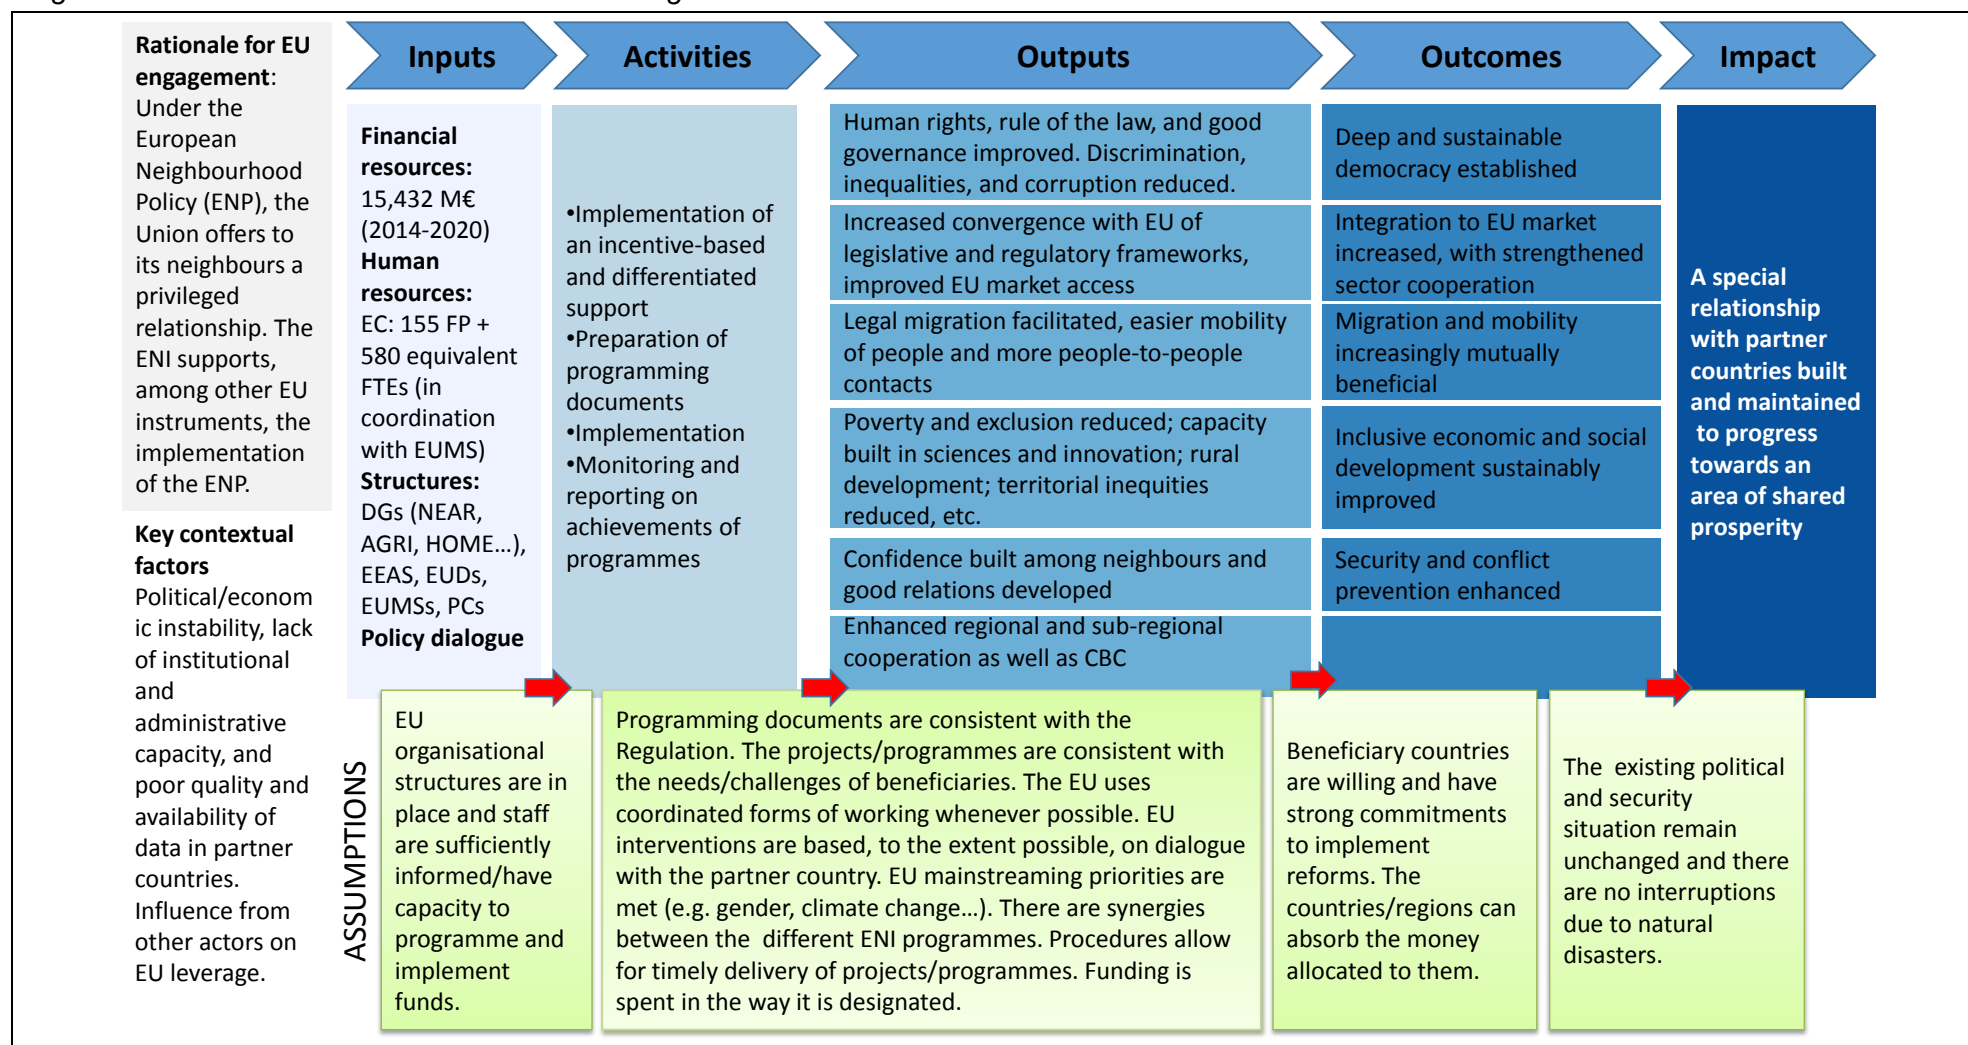 Rationale for EU
engagement:
Under the
European
Neighbourhood
Policy (ENP), the
Union offers to
its neighbours a
privileged
relationship. The
ENI supports,
among other EU
instruments, the
implementation
of the ENP.
Key contextual
factors
Political/econom
ic instability, lack
of institutional
and
administrative
capacity, and
poor quality and
availability of
data in partner
countries.
Influence from
other actors on
EU leverage.
Inputs
Activities
Outputs
Outcomes
Impact
Financial
resources:
15,432 M€
(2014-2020)
Human
resources:
EC: 155 FP +
580 equivalent
FTEs (in
coordination
with EUMS)
Structures:
DGs (NEAR,
AGRI, HOME…),
EEAS, EUDs,
EUMSs, PCs
Policy dialogue
•Implementation of
an incentive-based
and differentiated
support
•Preparation of
programming
documents
•Implementation
•Monitoring and
reporting on
achievements of
programmes
Human rights, rule of the law, and good
governance improved. Discrimination,
inequalities, and corruption reduced.
Increased convergence with EU of
legislative and regulatory frameworks,
improved EU market access
Legal migration facilitated, easier mobility
of people and more people-to-people
contacts
Poverty and exclusion reduced; capacity
built in sciences and innovation; rural
development; territorial inequities
reduced, etc.
Confidence built among neighbours and
good relations developed
Enhanced regional and sub-regional
cooperation as well as CBC
Deep and sustainable
democracy established
Integration to EU market
increased, with strengthened
sector cooperation
Migration and mobility
increasingly mutually
beneficial
Inclusive economic and social
development sustainably
improved
Security and conflict
prevention enhanced
A special
relationship
with partner
countries built
and maintained
to progress
towards an
area of shared
prosperity
ASSUMPTIONS
EU
organisational
structures are in
place and staff
are sufficiently
informed/have
capacity to
programme and
implement
funds.
Programming documents are consistent with the
Regulation. The projects/programmes are consistent with
the needs/challenges of beneficiaries. The EU uses
coordinated forms of working whenever possible. EU
interventions are based, to the extent possible, on dialogue
with the partner country. EU mainstreaming priorities are
met (e.g. gender, climate change…). There are synergies
between the different ENI programmes. Procedures allow
for timely delivery of projects/programmes. Funding is
spent in the way it is designated.
Beneficiary countries
are willing and have
strong commitments
to implement
reforms. The
countries/regions can
absorb the money
allocated to them.
The existing political
and security
situation remain
unchanged and there
are no interruptions
due to natural
disasters.